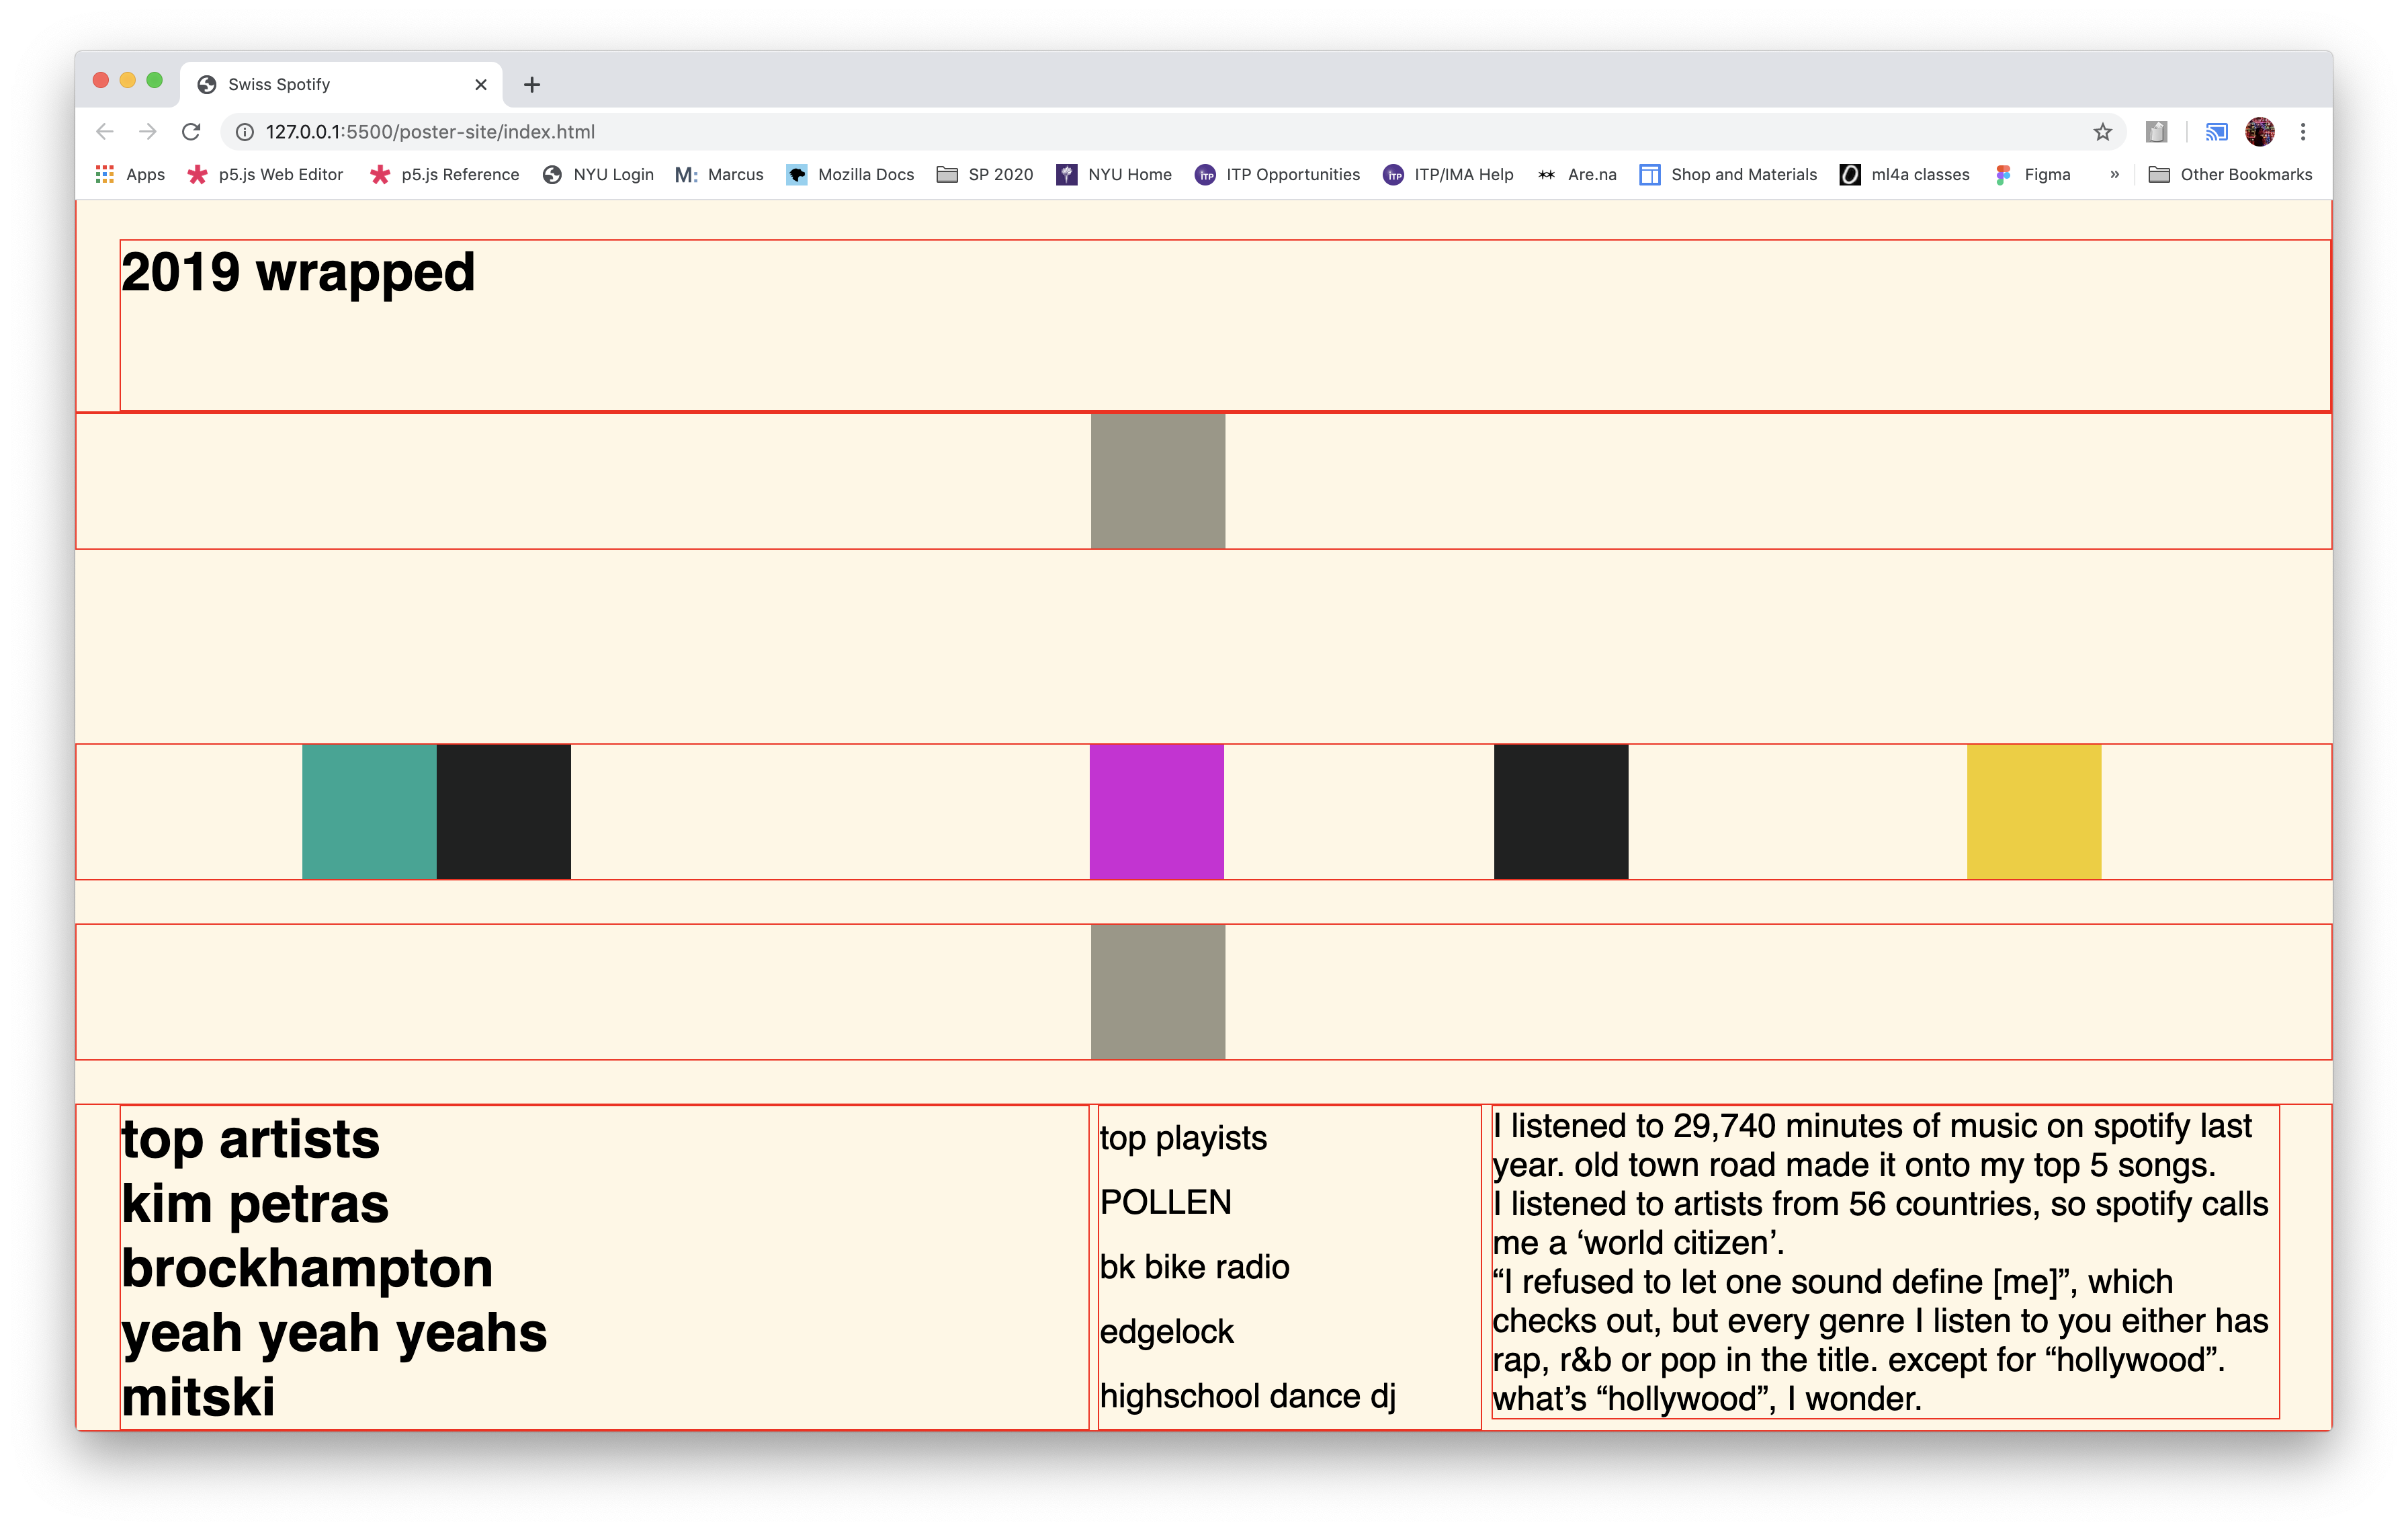 Swiss Spotify
127.0.0.1:5500/poster-site/index.html
Apps p5.js Web Editor p5.js Reference NYU Login M: Marcus Mozilla Docs SP 2020 NYU Home itp ITP Opportunities itp ITP/IMA Help Are.na Shop and Materials ml4a classes Figma » Other Bookmarks
2019 wrapped
top artists
kim petras
brockhampton
yeah yeah yeahs
mitski
top playists
POLLEN
bk bike radio
edgelock
highschool dance dj
I listened to 29,740 minutes of music on spotify last
year. old town road made it onto my top 5 songs.
I listened to artists from 56 countries, so spotify calls
me a ‘world citizen’.
“I refused to let one sound define [me]”, which
checks out, but every genre I listen to you either has
rap, r&b or pop in the title. except for “hollywood”.
what’s “hollywood”, I wonder.